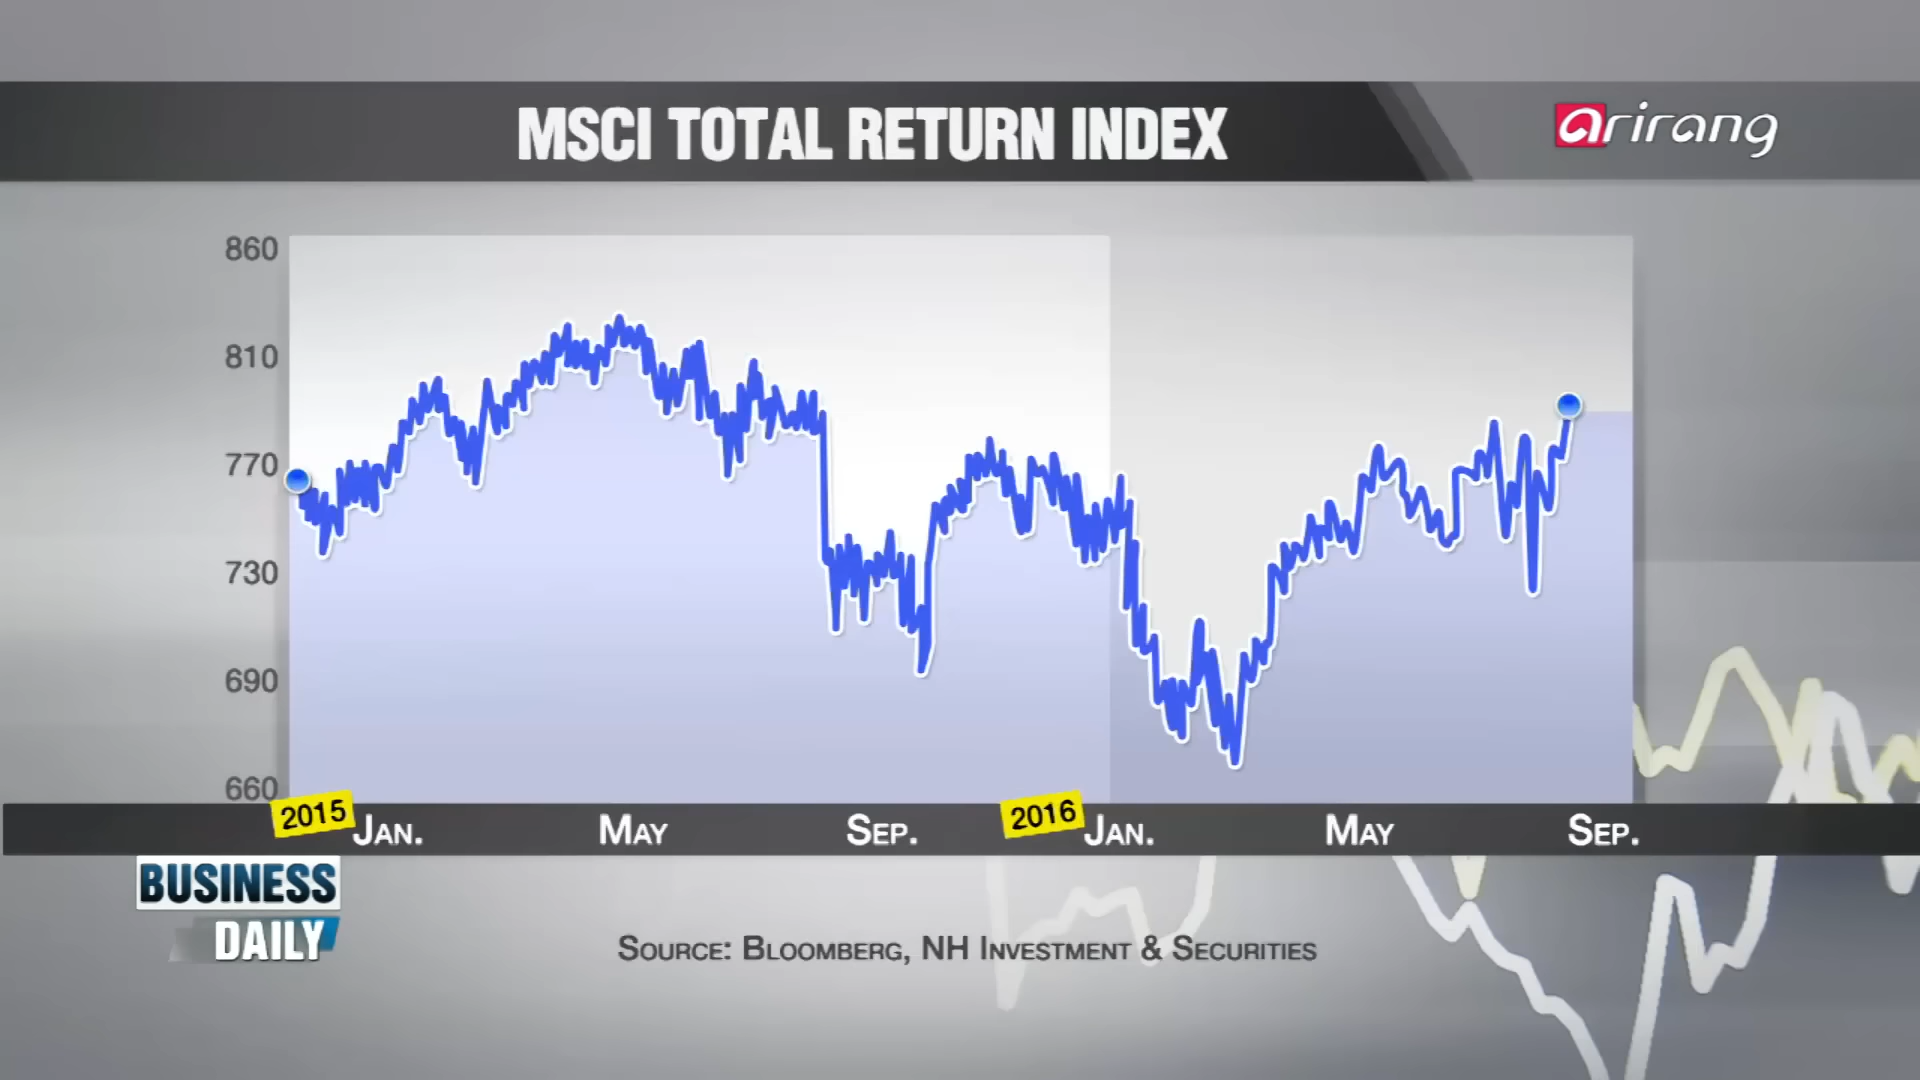 MSCI TOTAL RETURN INDEX
arirang
860
810
770
730
690
660
2015
JAN.
MAY
SEP.
2016
JAN.
MAY
SEP.
BUSINESS
DAILY
SOURCE: BLOOMBERG, NH INVESTMENT & SECURITIES